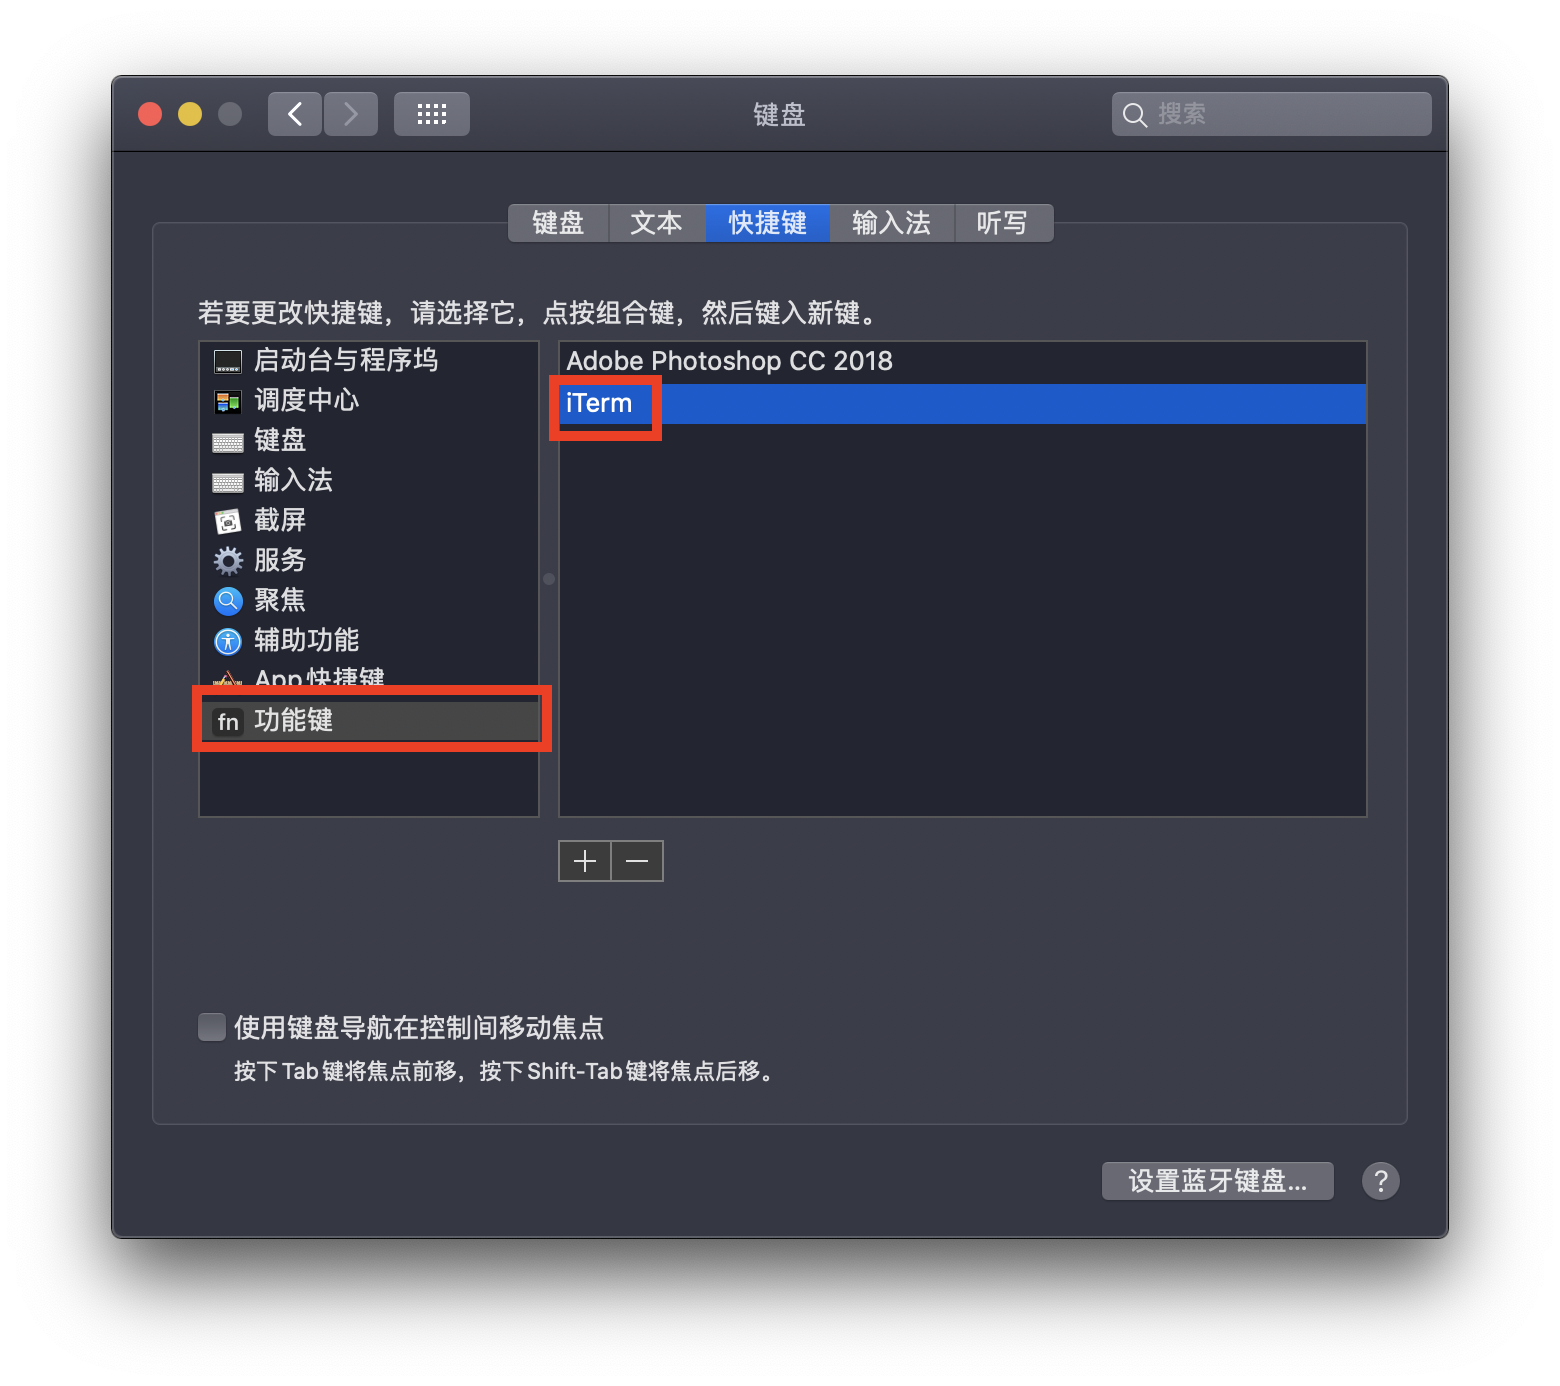 键盘
搜索
键盘 文本 快捷键 输入法 听写
若要更改快捷键，请选择它，点按组合键，然后键入新键。
启动台与程序坞
调度中心
键盘
输入法
截屏
服务
聚焦
辅助功能
App快捷键
fn 功能键
Adobe Photoshop CC 2018
iTerm
使用键盘导航在控制间移动焦点
按下Tab键将焦点前移，按下Shift-Tab键将焦点后移。
设置蓝牙键盘...
?